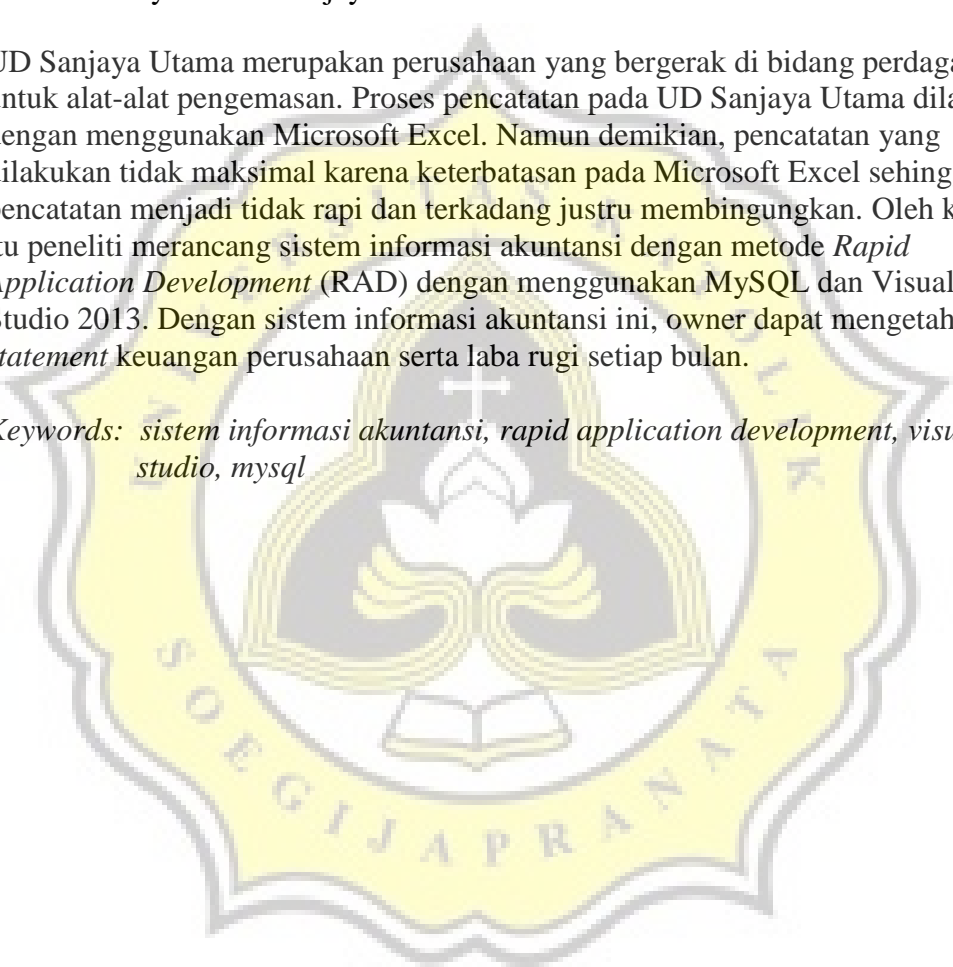 UD Sanjaya Utama merupakan perusahaan yang bergerak di bidang perdaga
untuk alat-alat pengemasan. Proses pencatatan pada UD Sanjaya Utama dila
dengan menggunakan Microsoft Excel. Namun demikian, pencatatan yang
dilakukan tidak maksimal karena keterbatasan pada Microsoft Excel sehing
pencatatan menjadi tidak rapi dan terkadang justru membingungkan. Oleh k
itu peneliti merancang sistem informasi akuntansi dengan metode Rapid
Application Development (RAD) dengan menggunakan MySQL dan Visual
Studio 2013. Dengan sistem informasi akuntansi ini, owner dapat mengetah
statement keuangan perusahaan serta laba rugi setiap bulan.
Keywords: sistem informasi akuntansi, rapid application development, visu
studio, mysql
UNIVERSITAS KATOLIK
SOEGIJAPRANATA